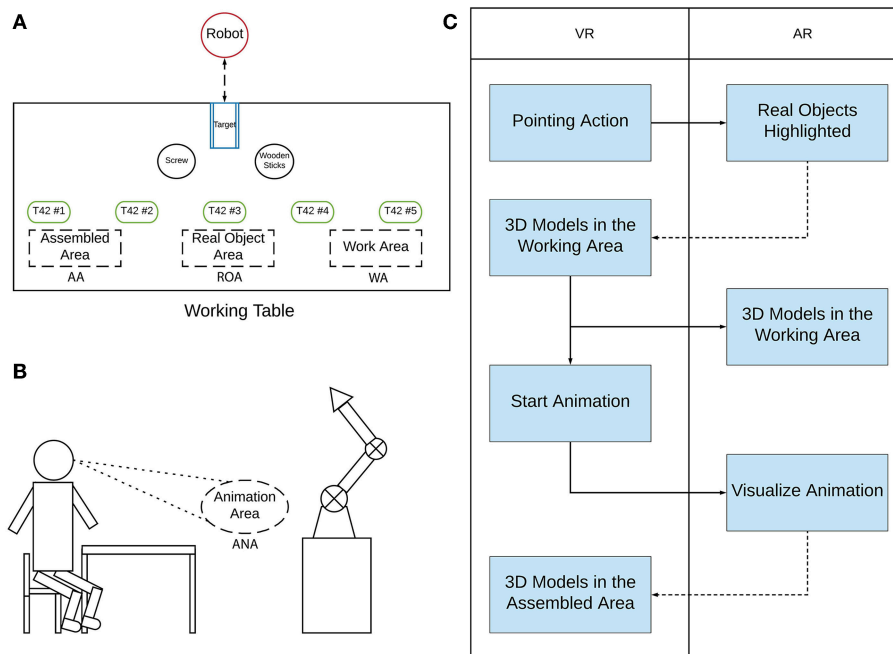 A
Robot
Target
Screw
Wooden
Sticks
T42 #1
T42 #2
T42 #3
T42 #4
T42 #5
Assembled
Area
Real Object
Area
Work Area
AA
ROA
WA
Working Table
B
Animation
Area
ANA
C
VR
AR
Pointing Action
Real Objects
Highlighted
3D Models in the
Working Area
3D Models in the
Working Area
Start Animation
Visualize Animation
3D Models in the
Assembled Area